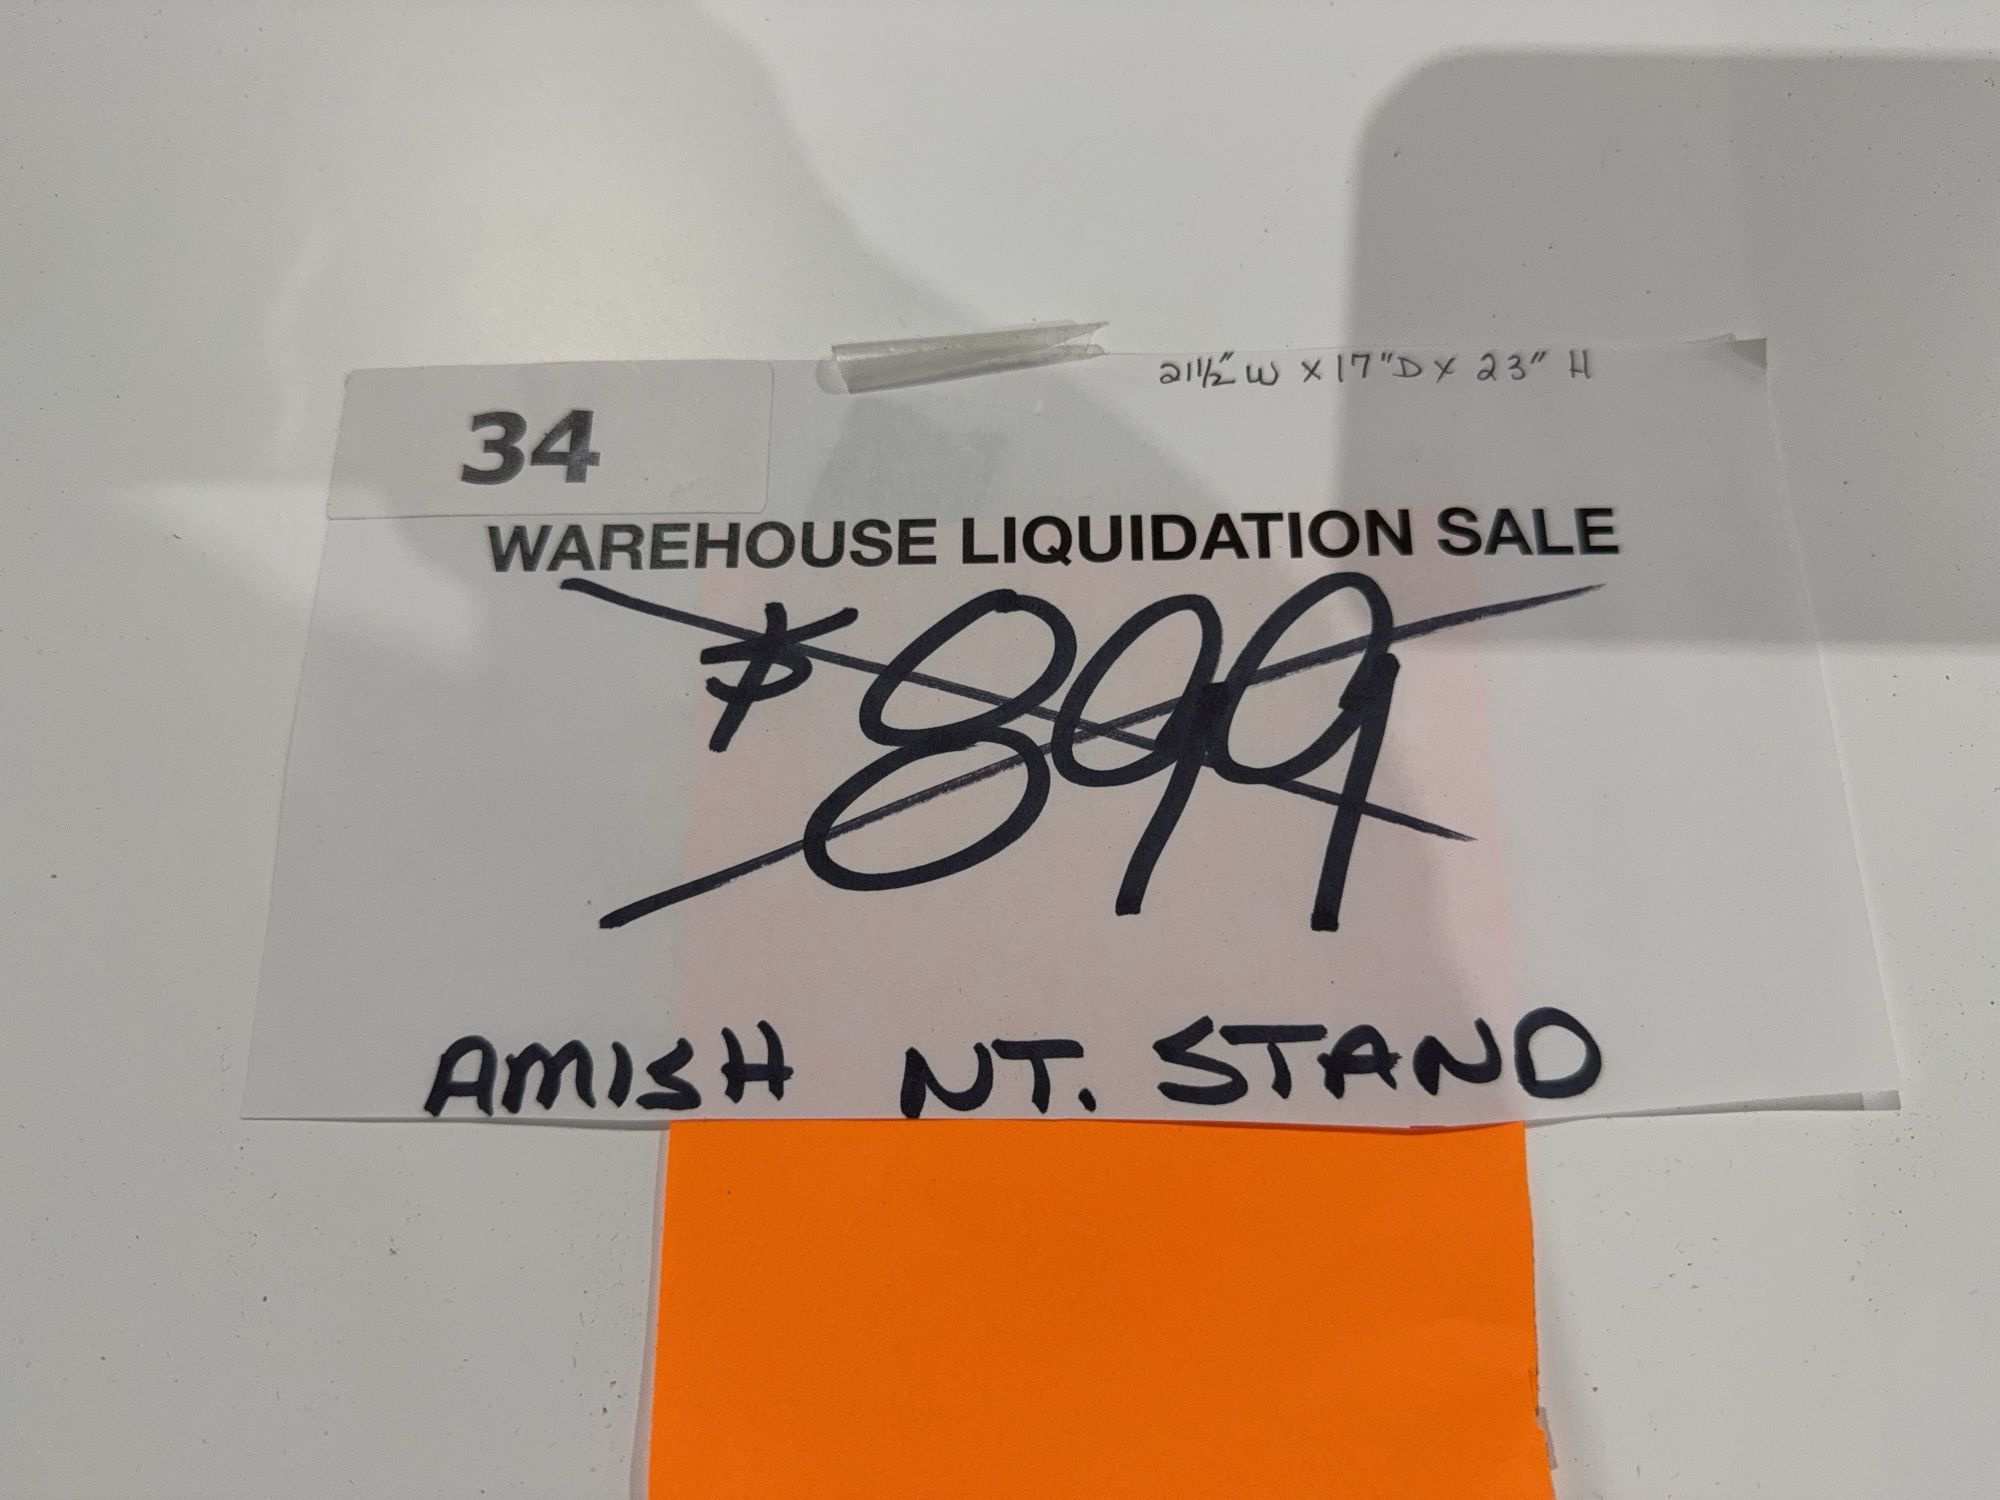 21½" W x 17" D x 23" H
34
WAREHOUSE LIQUIDATION SALE
$899
AMISH NT. STAND